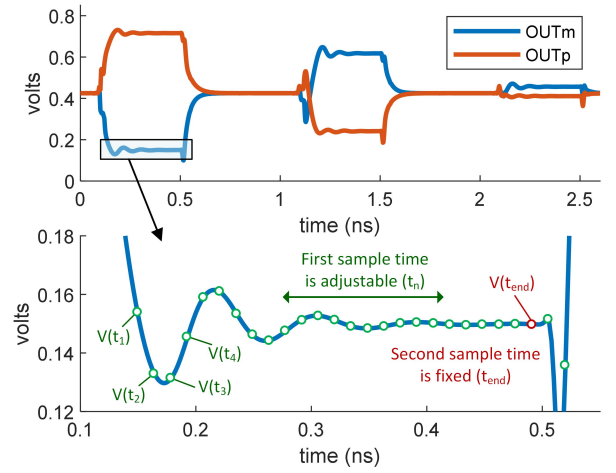 0.8
OUTm
OUTp
0.6
volts
0.4
0.2
0
0 0.5 1 1.5 2 2.5
time (ns)
0.18
First sample time
is adjustable (tn)
V(tend)
0.16
volts
V(t1)
V(t4)
0.14
V(t2)
V(t3)
Second sample time
is fixed (tend)
0.12
0.1 0.2 0.3 0.4 0.5
time (ns)